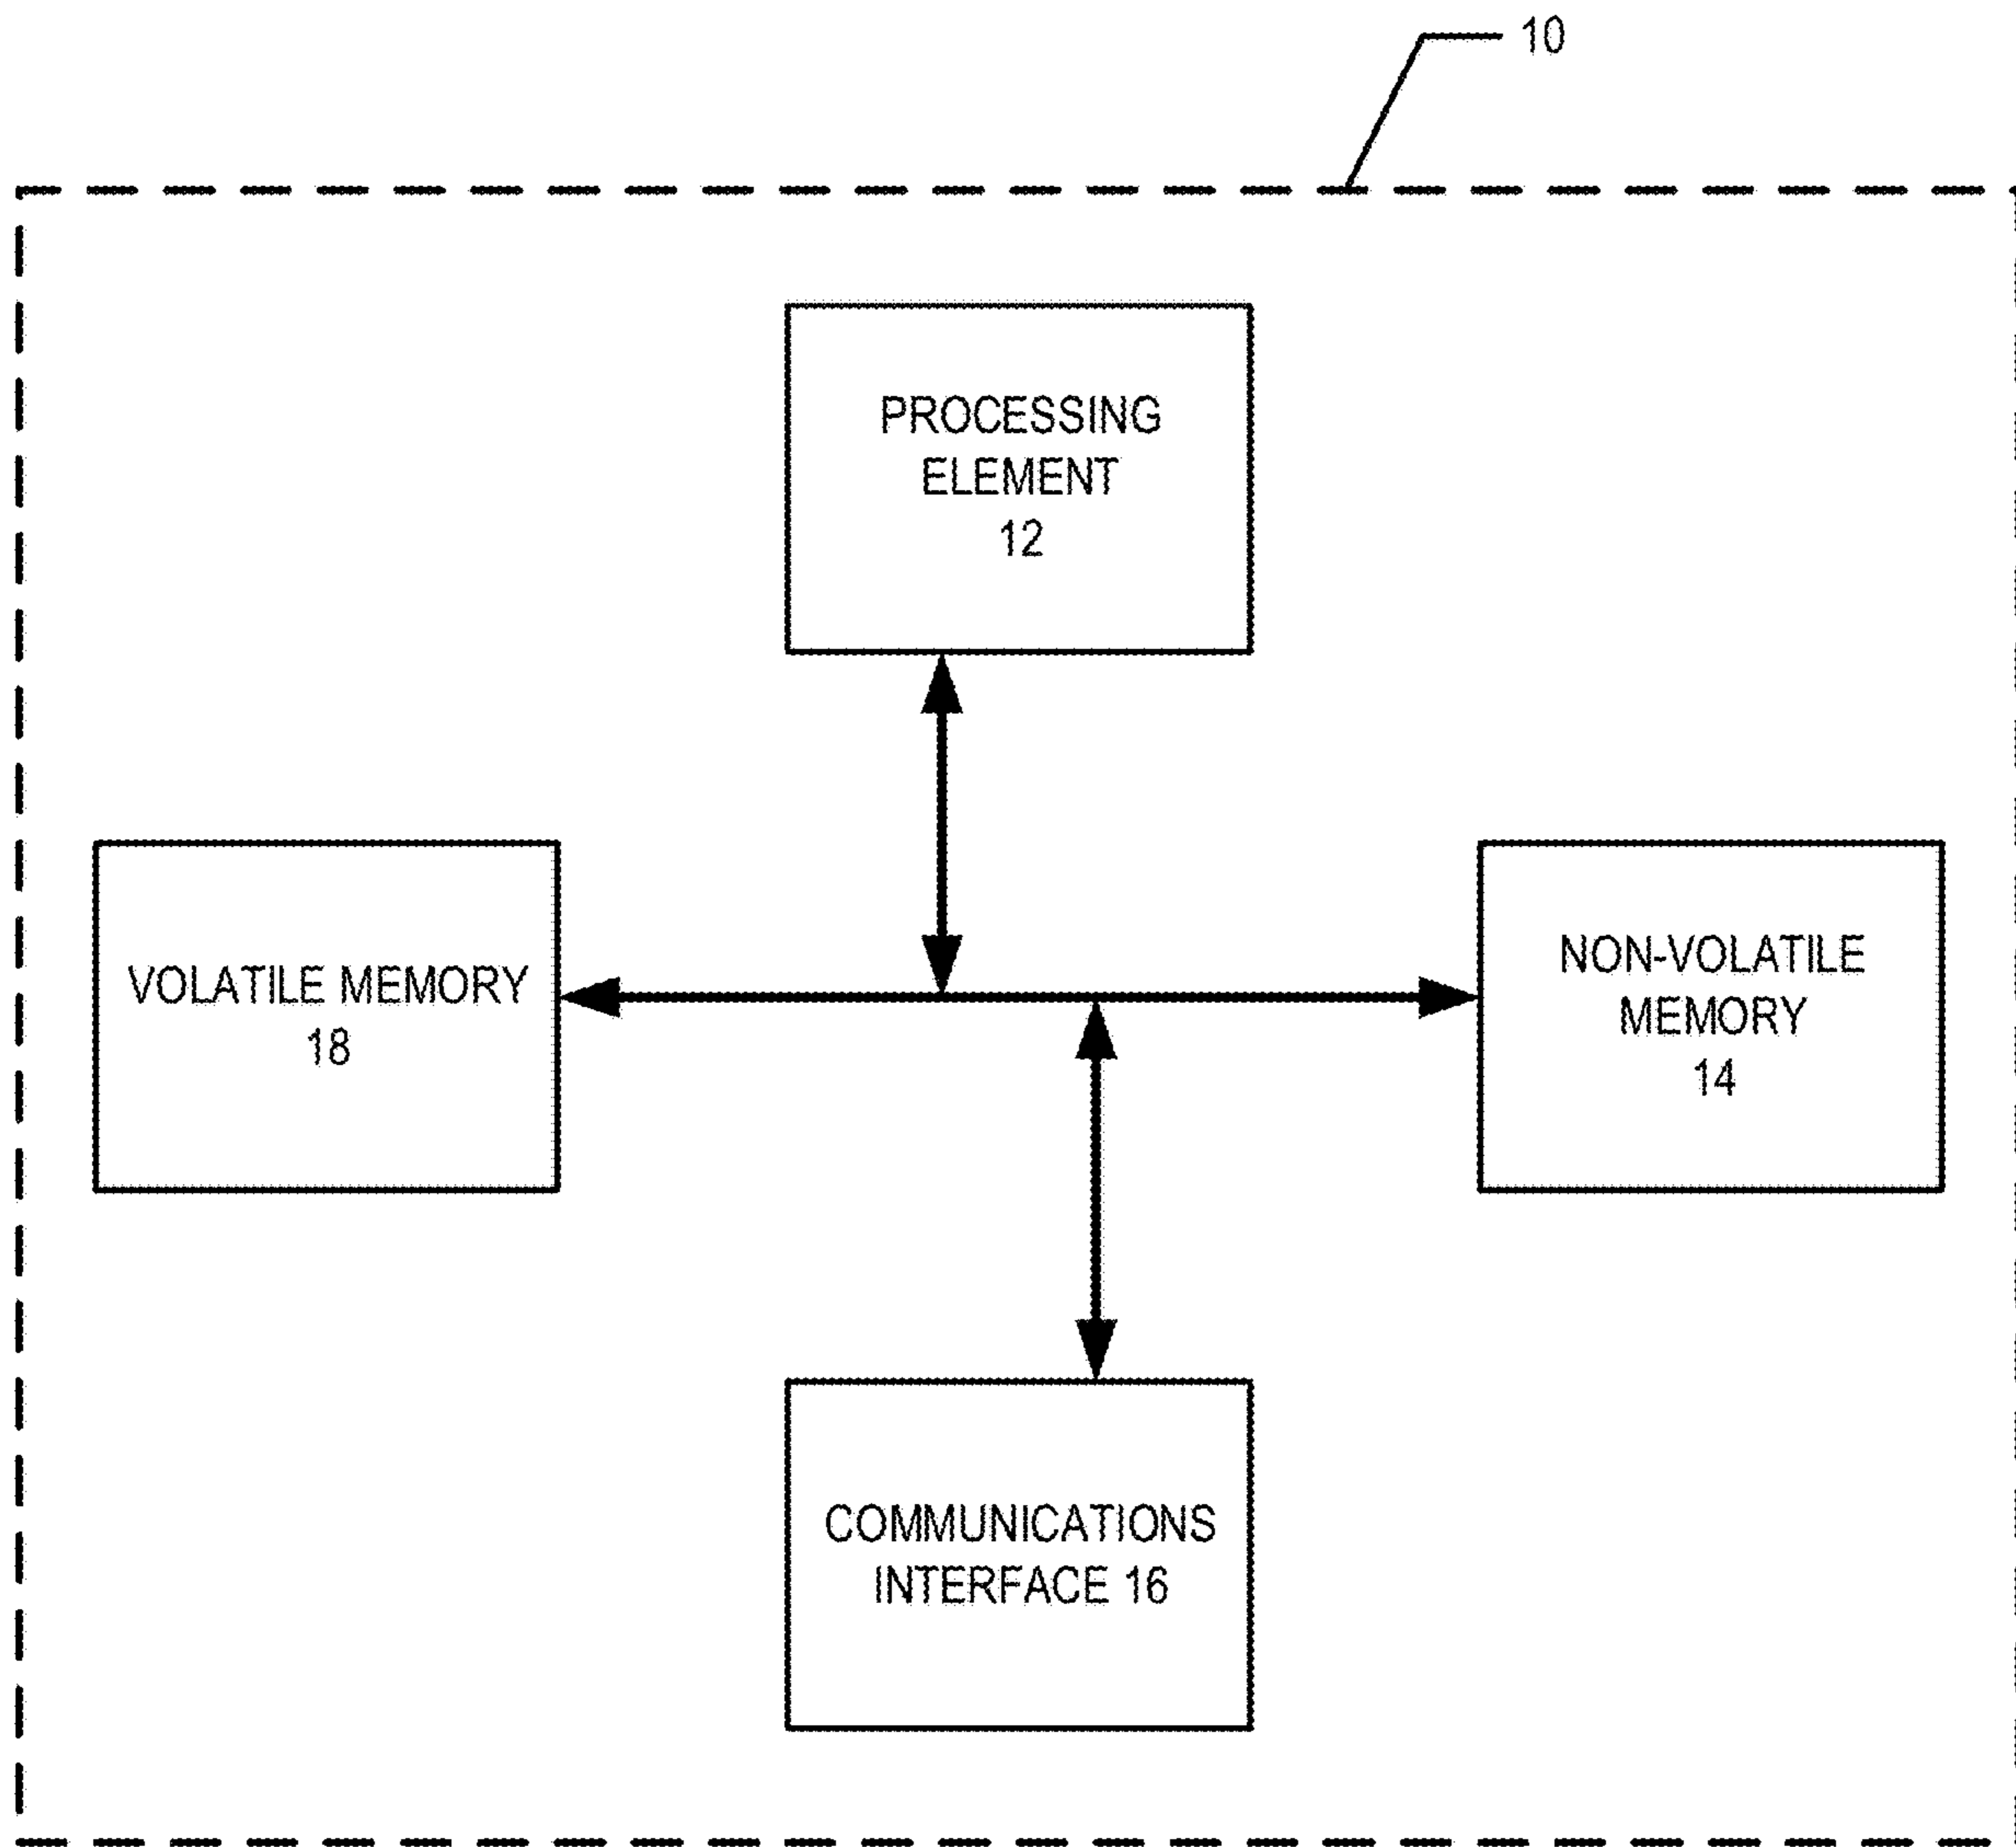 10
PROCESSING
ELEMENT
12
VOLATILE MEMORY
18
NON-VOLATILE
MEMORY
14
COMMUNICATIONS
INTERFACE 16